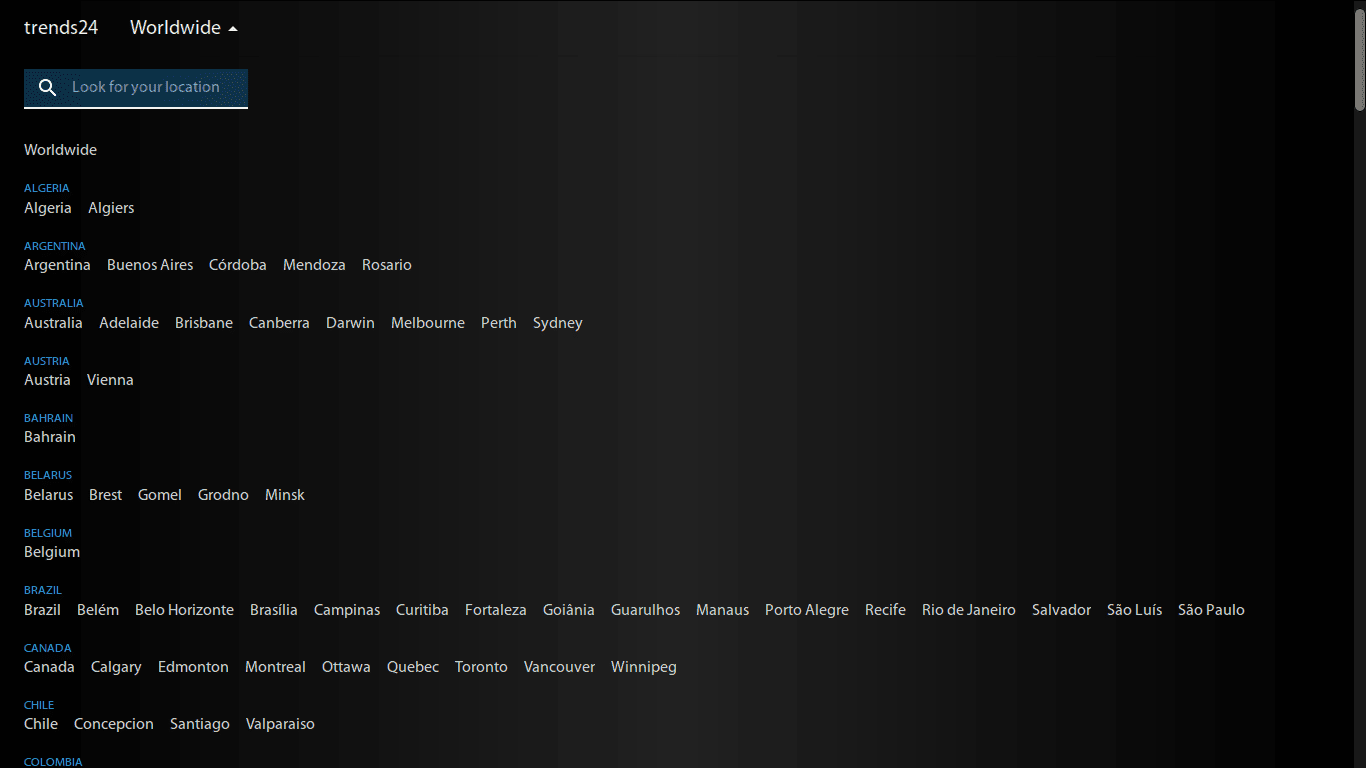 trends24 Worldwide
Look for your location
Worldwide
ALGERIA
Algeria Algiers
ARGENTINA
Argentina Buenos Aires Córdoba Mendoza Rosario
AUSTRALIA
Australia Adelaide Brisbane Canberra Darwin Melbourne Perth Sydney
AUSTRIA
Austria Vienna
BAHRAIN
Bahrain
BELARUS
Belarus Brest Gomel Grodno Minsk
BELGIUM
Belgium
BRAZIL
Brazil Belém Belo Horizonte Brasília Campinas Curitiba Fortaleza Goiânia Guarulhos Manaus Porto Alegre Recife Rio de Janeiro Salvador São Luís São Paulo
CANADA
Canada Calgary Edmonton Montreal Ottawa Quebec Toronto Vancouver Winnipeg
CHILE
Chile Concepcion Santiago Valparaiso
COLOMBIA